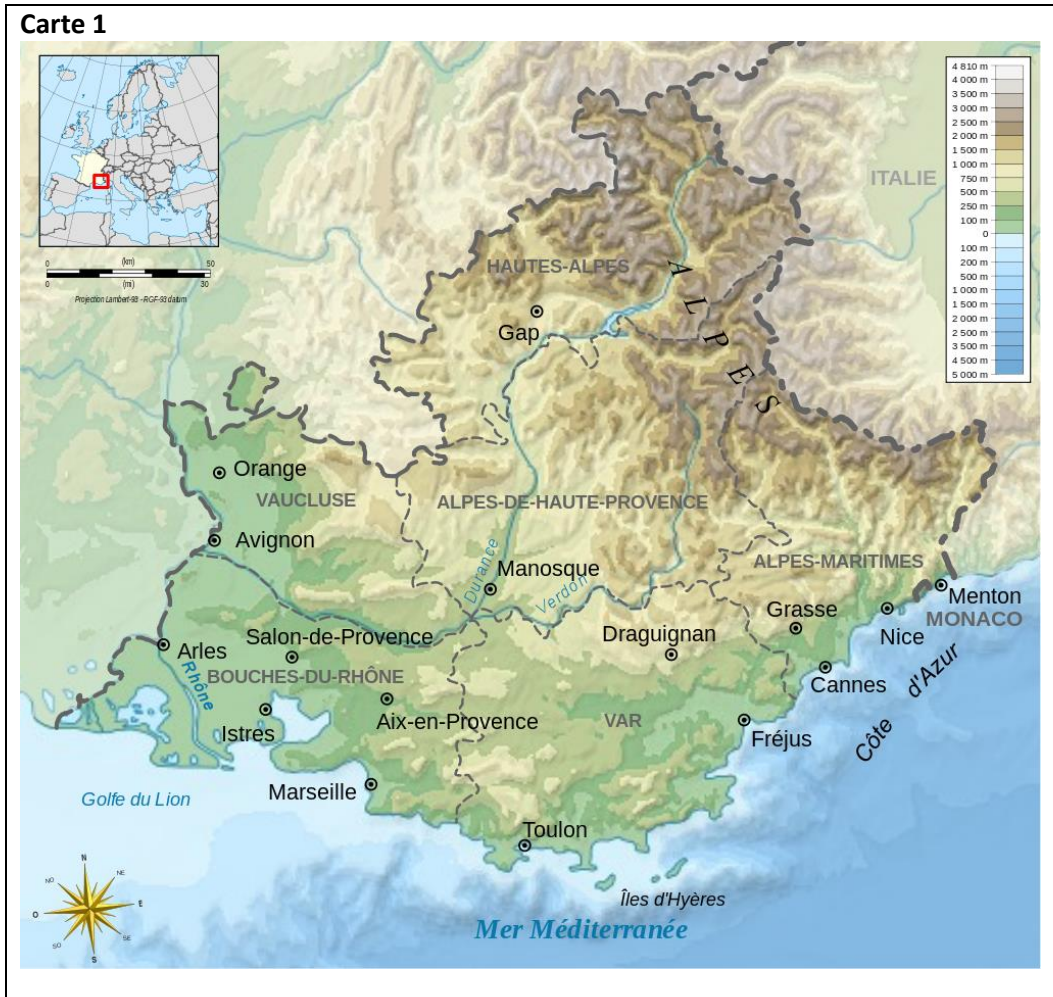 Carte 1
0 (km) 50
0 (mi) 30
Projection Lambert-93 - RGF-93 datum
4 810 m
4 000 m
3 500 m
3 000 m
2 500 m
2 000 m
1 500 m
1 000 m
750 m
500 m
250 m
100 m
0
100 m
200 m
500 m
1 000 m
1 500 m
2 000 m
2 500 m
3 500 m
4 500 m
5 000 m
ITALIE
HAUTES-ALPES
ALPES
Gap
Orange
VAUCLUSE
ALPES-DE-HAUTE-PROVENCE
Avignon
Durance
Manosque
Verdon
ALPES-MARITIMES
Menton
MONACO
Grasse
Nice
Salon-de-Provence
Draguignan
Arles
Rhône
BOUCHES-DU-RHÔNE
Cannes
Côte d'Azur
Istres
Aix-en-Provence
VAR
Fréjus
Marseille
Golfe du Lion
Toulon
Îles d'Hyères
Mer Méditerranée
N
NO
NE
O
E
SO
SE
S